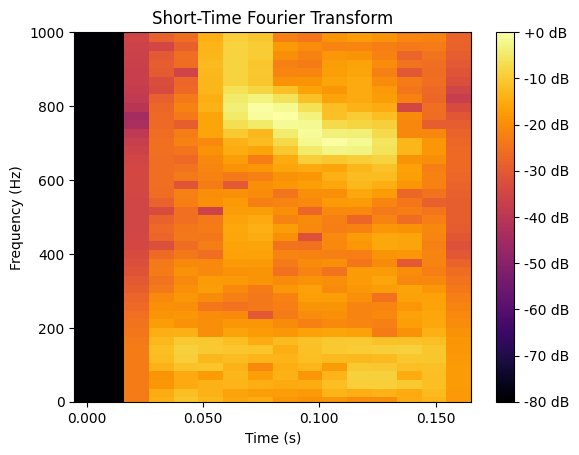 Short-Time Fourier Transform
1000
800
600
400
200
0
Frequency (Hz)
0.000
0.050
0.100
0.150
Time (s)
+0 dB
-10 dB
-20 dB
-30 dB
-40 dB
-50 dB
-60 dB
-70 dB
-80 dB